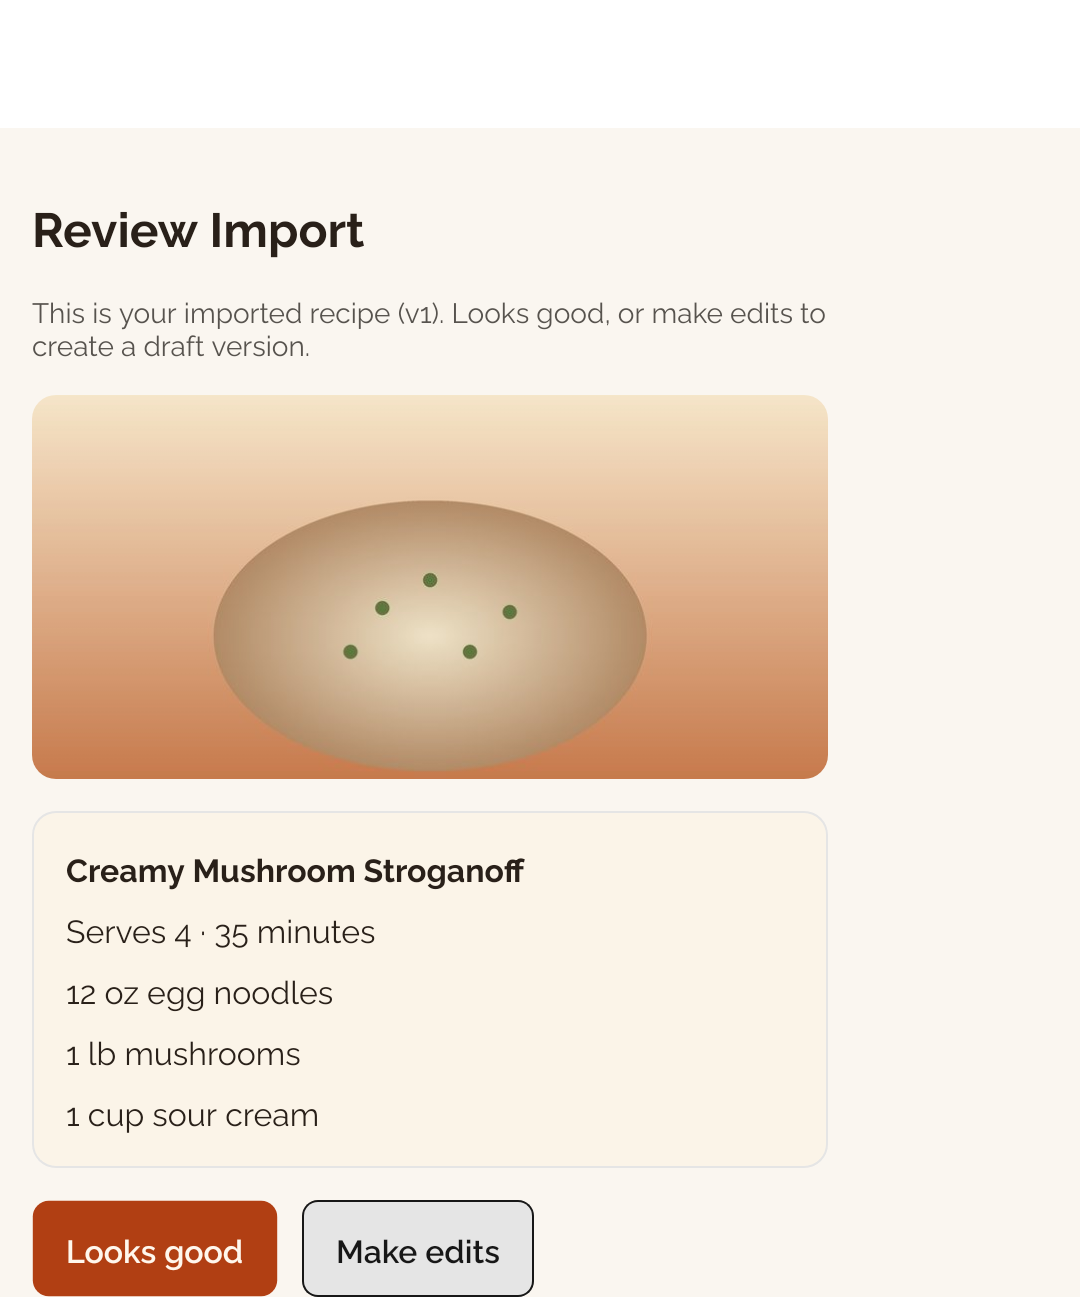 Review Import
This is your imported recipe (v1). Looks good, or make edits to
create a draft version.
Creamy Mushroom Stroganoff
Serves 4 · 35 minutes
12 oz egg noodles
1 lb mushrooms
1 cup sour cream
Looks good
Make edits